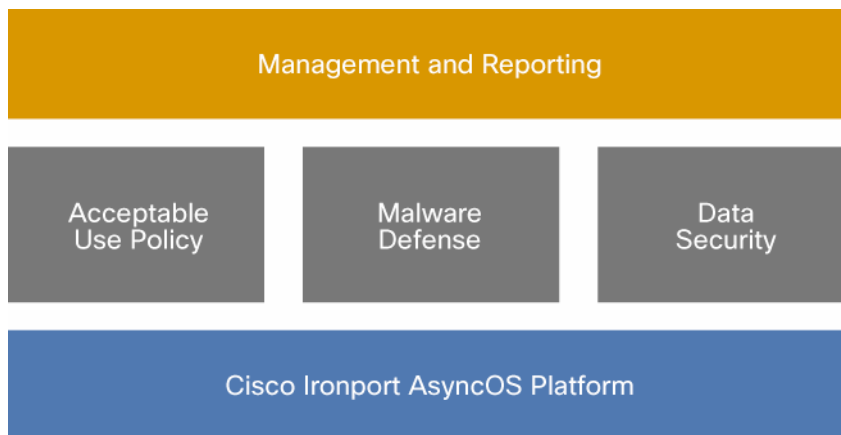 Management and Reporting
Acceptable
Use Policy
Malware
Defense
Data
Security
Cisco Ironport AsyncOS Platform